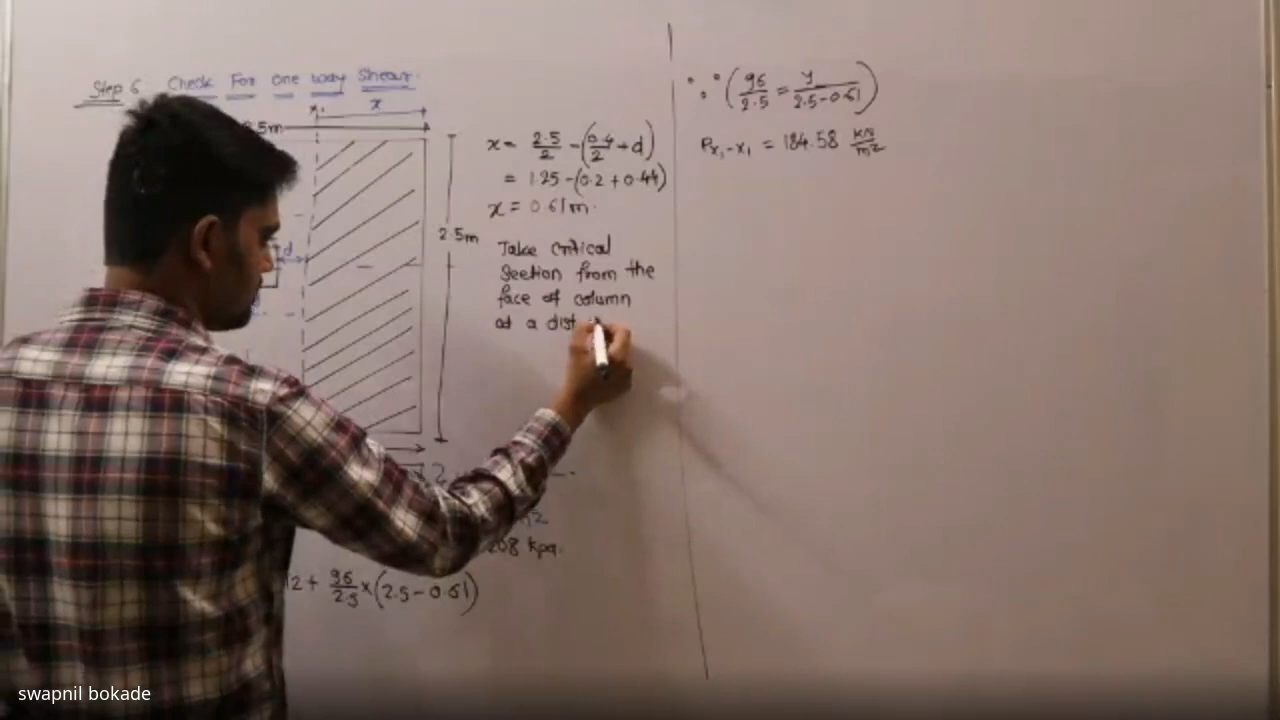 Step 6 Check For One Way Shear.
x₁
x
.5m
2.5m
d
x = 2.5/2 - (0.4/2 + d)
= 1.25 - (0.2 + 0.44)
x = 0.61m.
Take critical
Section from the
face of column
at a dist
208 kpa.
12 + 96/2.5 × (2.5 - 0.61)
∴ (96/2.5 = y/(2.5 - 0.61))
Px₁-x₁ = 184.58 KN/m²
swapnil bokade